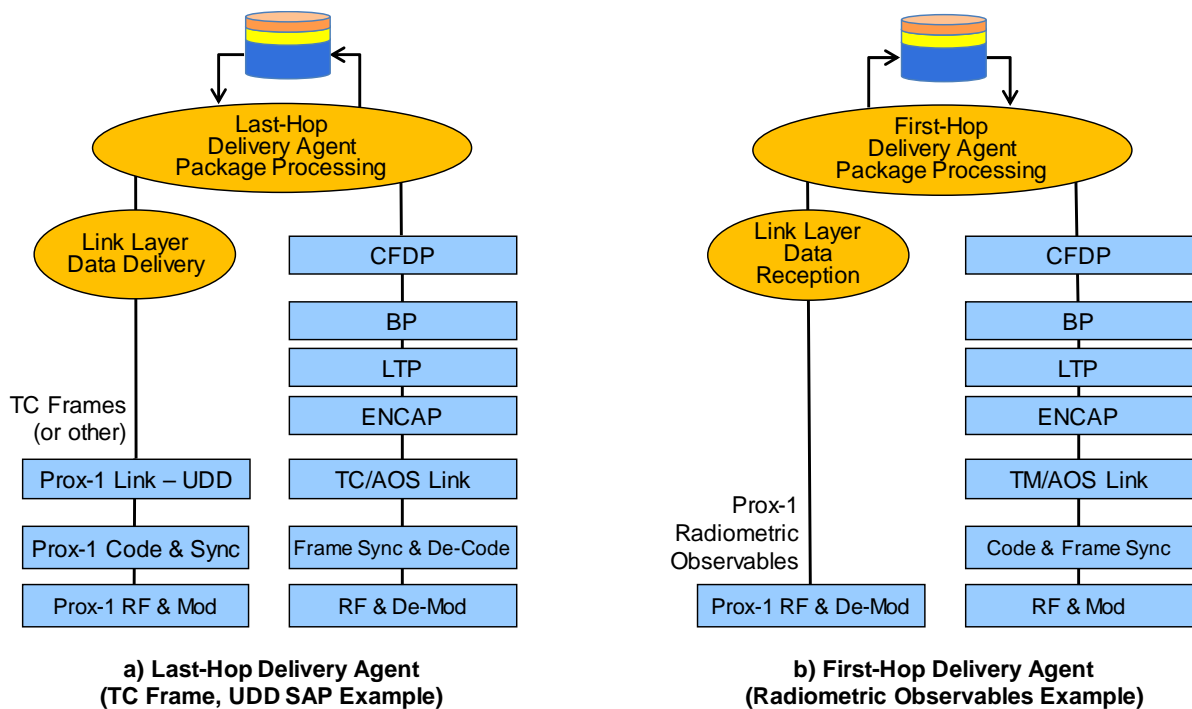 Last-Hop
Delivery Agent
Package Processing
Link Layer
Data Delivery
CFDP
BP
LTP
ENCAP
TC Frames
(or other)
Prox-1 Link – UDD
TC/AOS Link
Prox-1 Code & Sync
Frame Sync & De-Code
Prox-1 RF & Mod
RF & De-Mod
a) Last-Hop Delivery Agent
(TC Frame, UDD SAP Example)
First-Hop
Delivery Agent
Package Processing
Link Layer
Data
Reception
CFDP
BP
LTP
ENCAP
TM/AOS Link
Prox-1
Radiometric
Observables
Code & Frame Sync
Prox-1 RF & De-Mod
RF & Mod
b) First-Hop Delivery Agent
(Radiometric Observables Example)